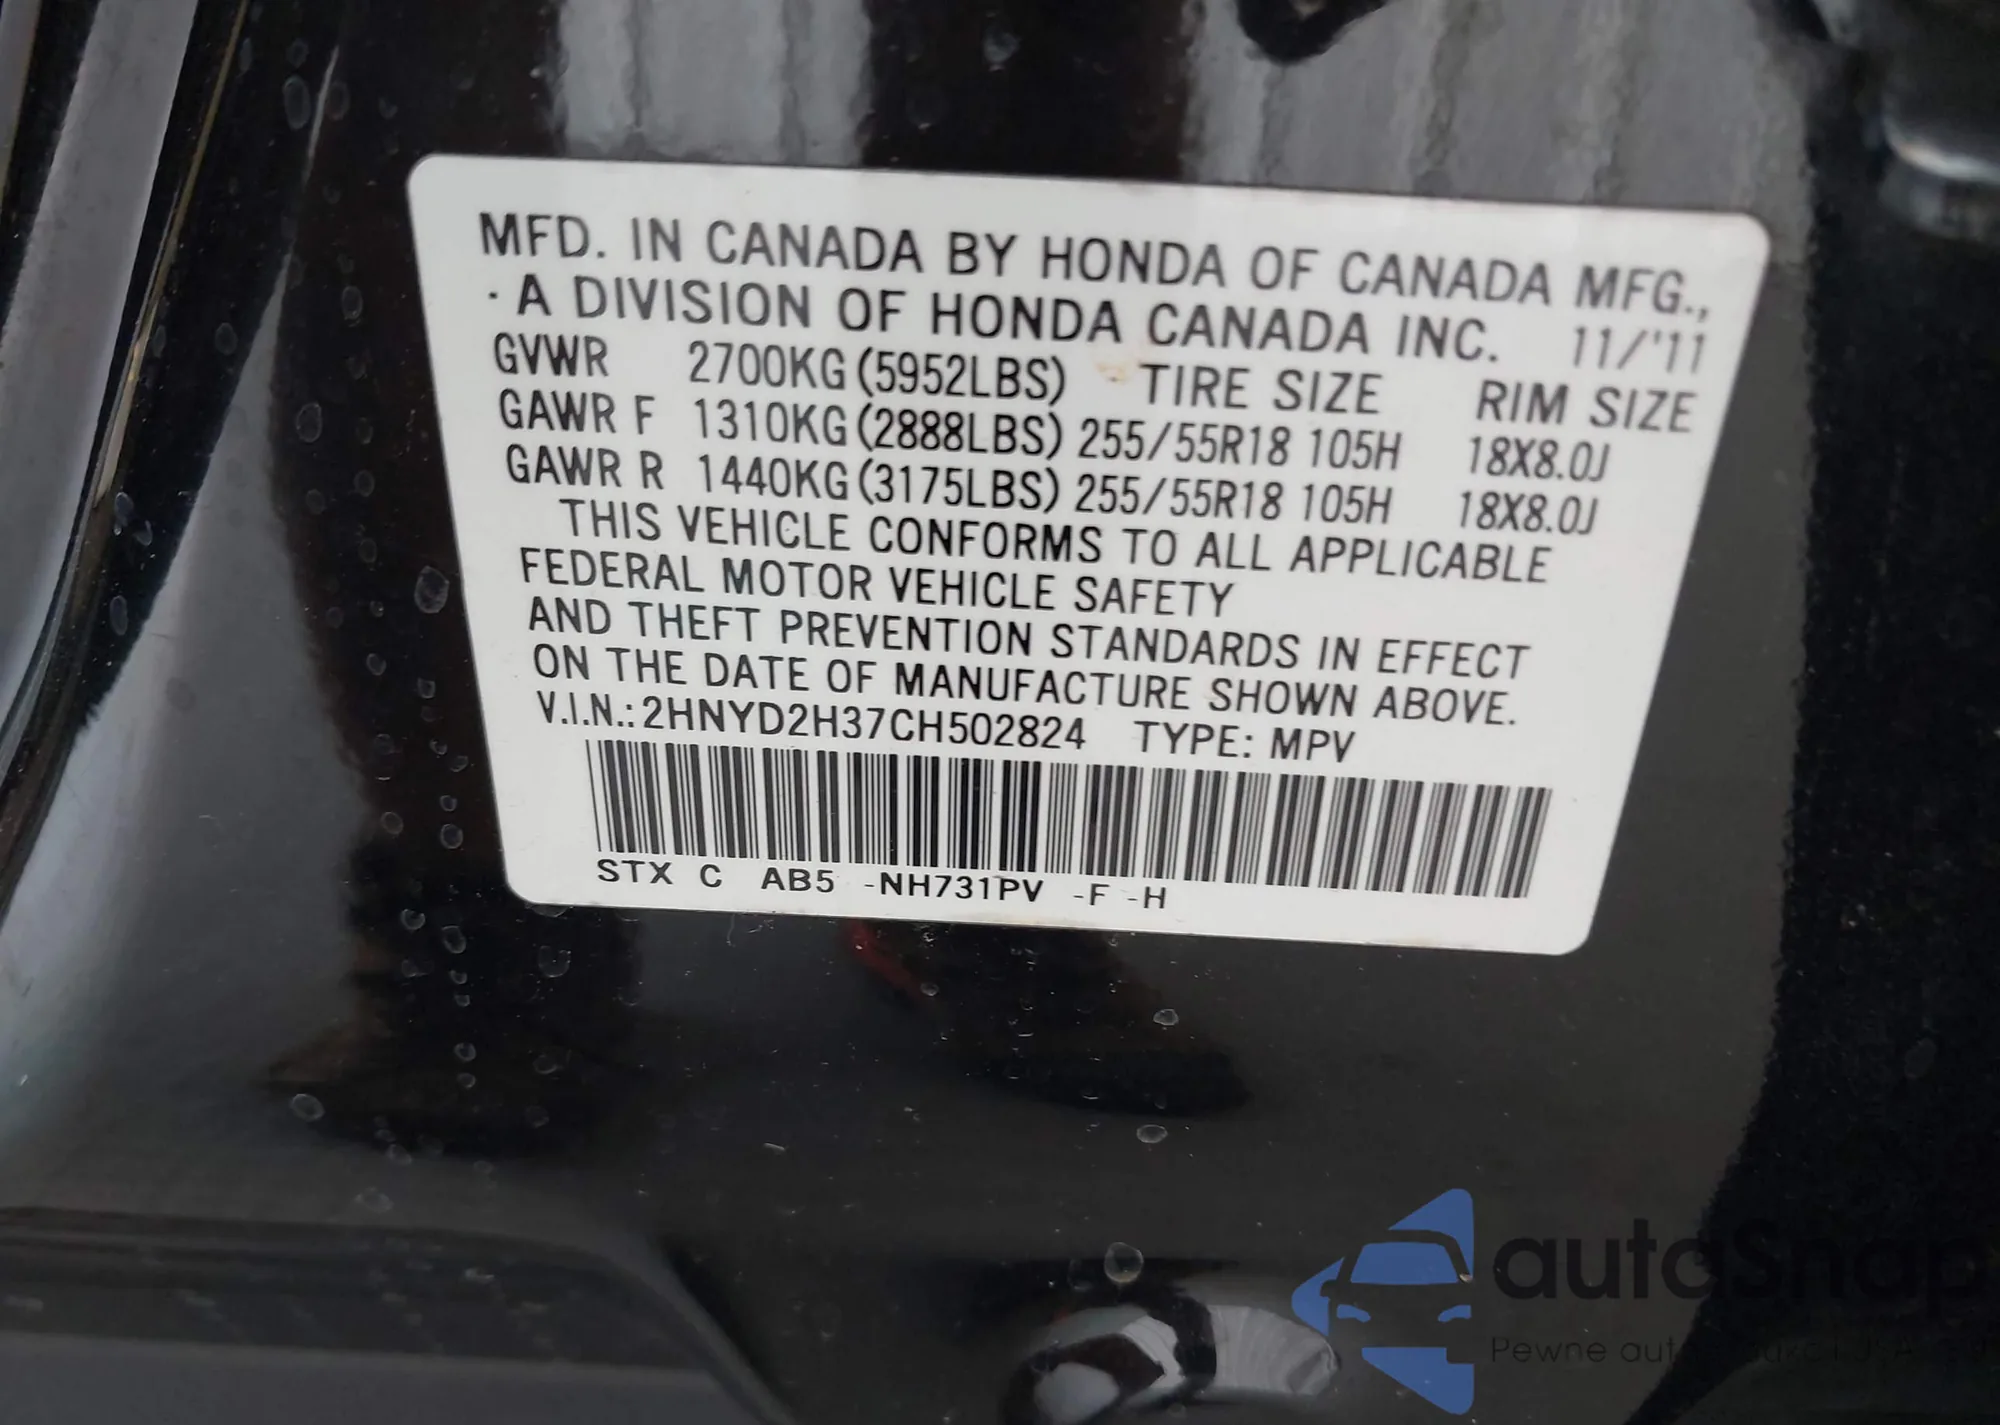 MFD. IN CANADA BY HONDA OF CANADA MFG.,
· A DIVISION OF HONDA CANADA INC. 11/'11
GVWR 2700KG (5952LBS) TIRE SIZE RIM SIZE
GAWR F 1310KG (2888LBS) 255/55R18 105H 18X8.0J
GAWR R 1440KG (3175LBS) 255/55R18 105H 18X8.0J
THIS VEHICLE CONFORMS TO ALL APPLICABLE
FEDERAL MOTOR VEHICLE SAFETY
AND THEFT PREVENTION STANDARDS IN EFFECT
ON THE DATE OF MANUFACTURE SHOWN ABOVE.
V.I.N.: 2HNYD2H37CH502824 TYPE: MPV
STX C AB5 -NH731PV -F -H
autaSnap
Pewne